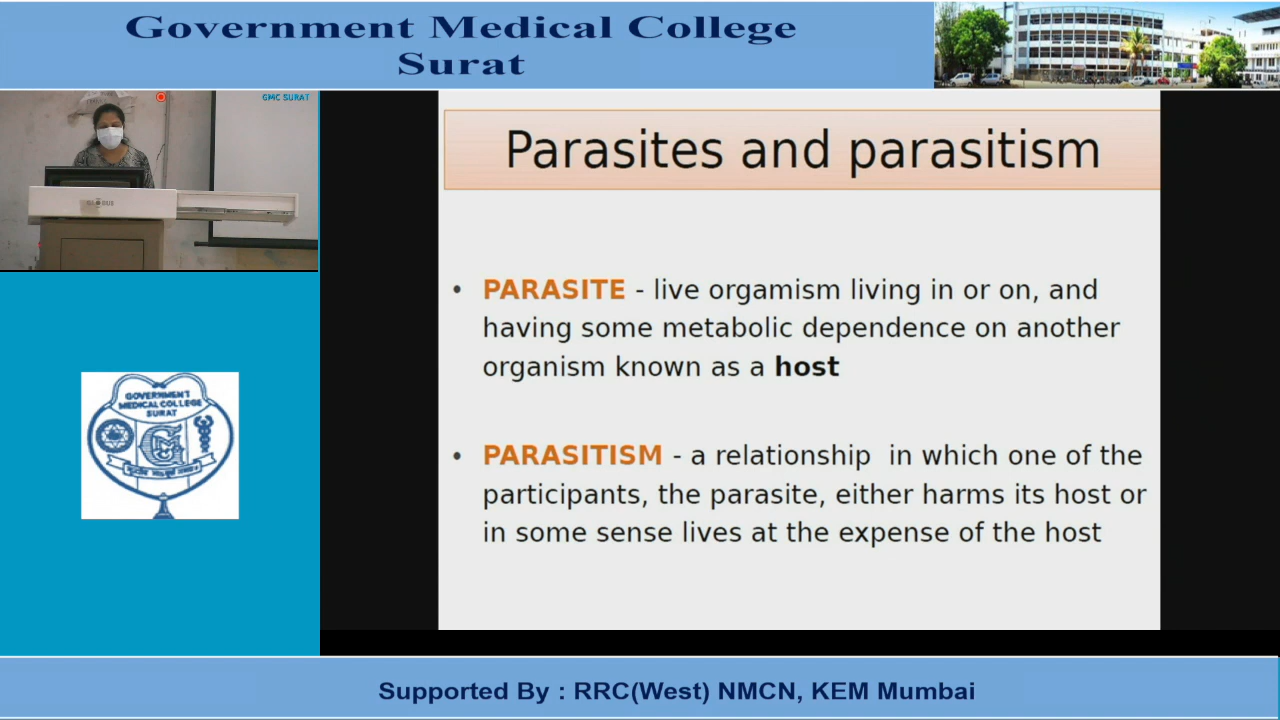 Government Medical College
Surat
GMC SURAT
Parasites and parasitism
• PARASITE - live orgamism living in or on, and
having some metabolic dependence on another
organism known as a host
GOVERNMENT
MEDICAL COLLEGE
SURAT
• PARASITISM - a relationship in which one of the
participants, the parasite, either harms its host or
in some sense lives at the expense of the host
Supported By : RRC(West) NMCN, KEM Mumbai